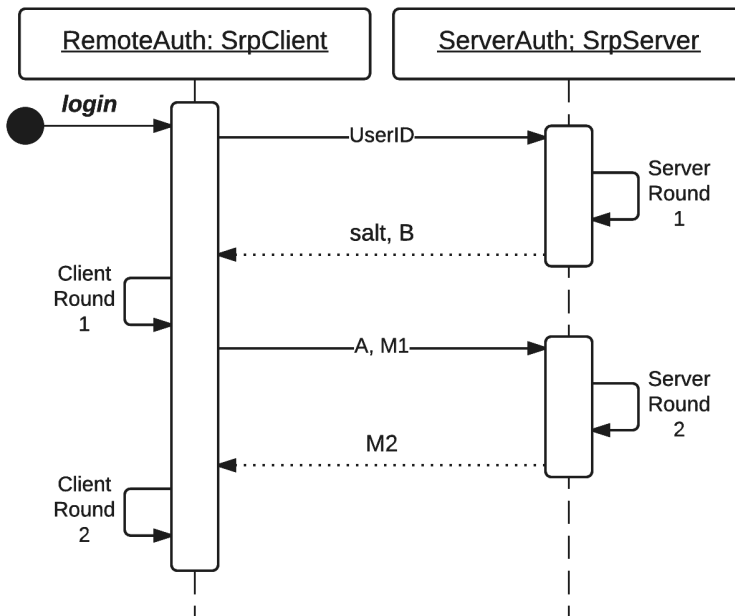 RemoteAuth: SrpClient
ServerAuth; SrpServer
login
UserID
Server
Round
1
salt, B
Client
Round
1
A, M1
Server
Round
2
M2
Client
Round
2